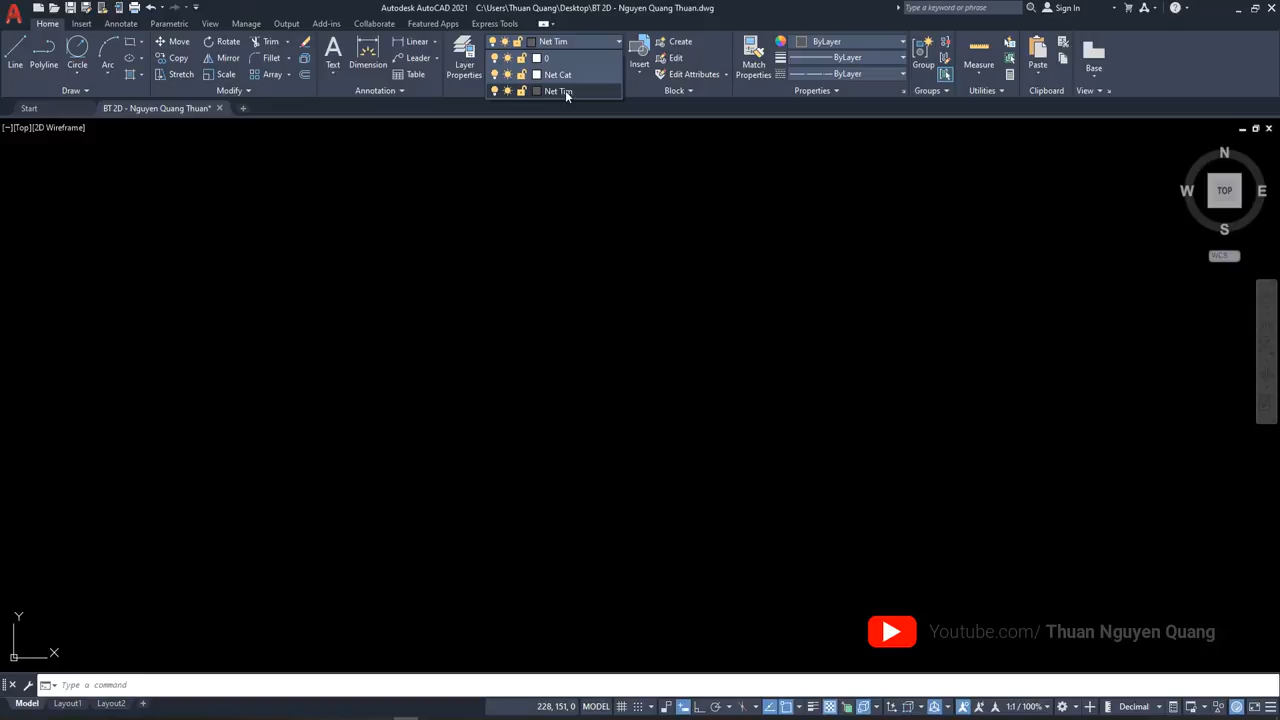 Autodesk AutoCAD 2021 C:\Users\Thuan Quang\Desktop\BT 2D - Nguyen Quang Thuan.dwg
Type a keyword or phrase
Sign In
Home Insert Annotate Parametric View Manage Output Add-ins Collaborate Featured Apps Express Tools
Line Polyline Circle Arc
Move Rotate Trim
Copy Mirror Fillet
Stretch Scale Array
Text Dimension
Linear
Leader
Table
Layer Properties
Net Tim
0
Net Cat
Net Tim
Insert
Create
Edit
Edit Attributes
Match Properties
ByLayer
ByLayer
ByLayer
Group
Measure
Paste
Base
Draw Modify Annotation Block Properties Groups Utilities Clipboard View
Start BT 2D - Nguyen Quang Thuan*
[−][Top][2D Wireframe]
N
W TOP E
S
WCS
Youtube.com/ Thuan Nguyen Quang
Y
X
Type a command
Model Layout1 Layout2
228, 151, 0 MODEL 1:1 / 100% Decimal